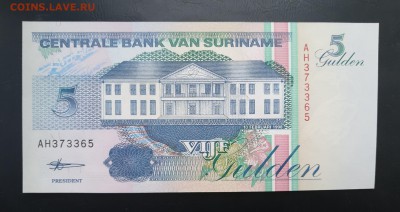 COINS.LAVE.RU
CENTRALE BANK VAN SURINAME
5
Gulden
AH373365
5
AH373365
PRESIDENT
VIJF
Gulden